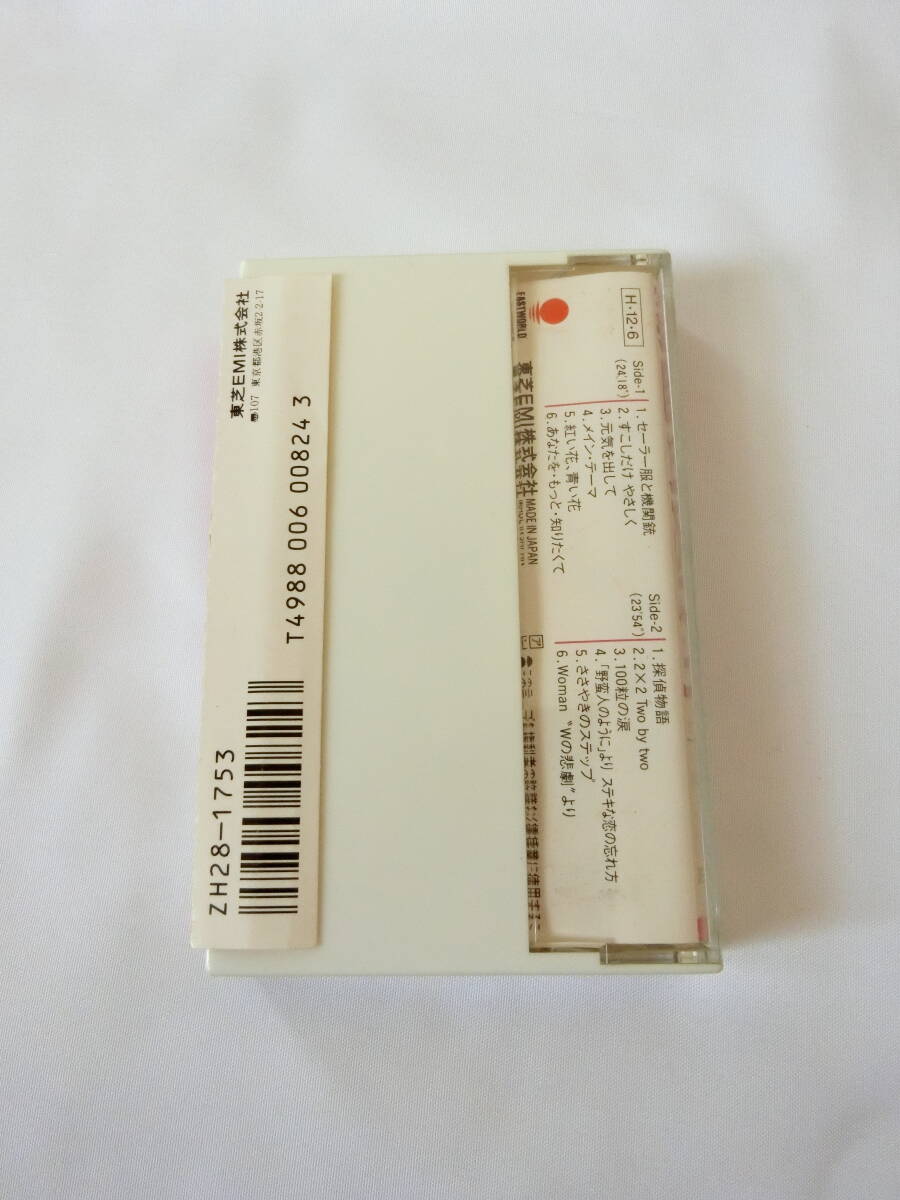 東芝EMI株式会社
〒107 東京都港区赤坂2-2-17
T4988 006 00824 3
ZH28-1753
EASTWORLD
東芝EMI株式会社 MADE IN JAPAN
H・12・6
Side-1
(24'18")
1. セーラー服と機関銃
2. すこしだけ やさしく
3. 元気を出して
4. メイン・テーマ
5. 紅い花、青い花
6. あなたを・もっと・知りたくて
Side-2
(23'54")
1. 探偵物語
2. 2×2 Two by two
3. 100粒の涙
4. 「野蛮人のように」より ステキな恋の忘れ方
5. ささやきのステップ
6. Woman "Wの悲劇"より